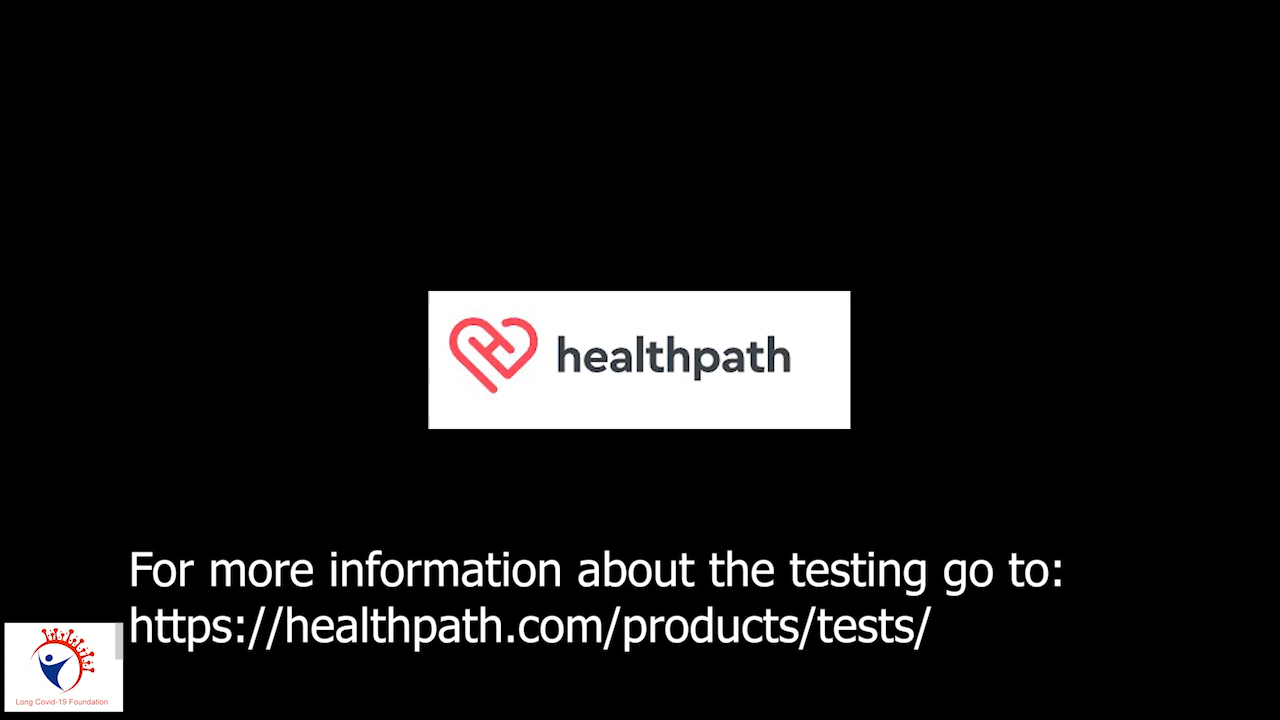 healthpath
For more information about the testing go to:
https://healthpath.com/products/tests/
Long Covid-19 Foundation